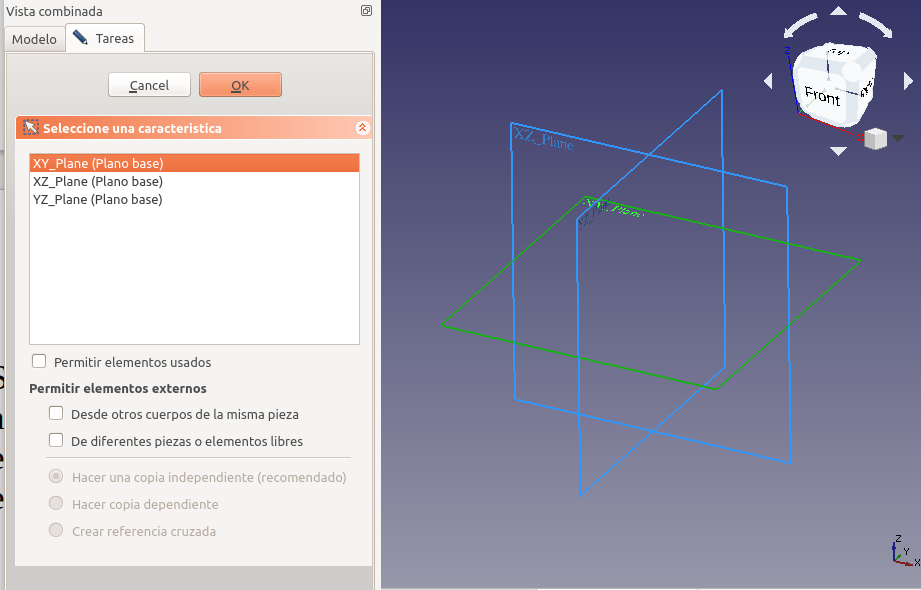 Vista combinada
Modelo
Tareas
Cancel
OK
Seleccione una caracteristica
XY_Plane (Plano base)
XZ_Plane (Plano base)
YZ_Plane (Plano base)
Permitir elementos usados
Permitir elementos externos
Desde otros cuerpos de la misma pieza
De diferentes piezas o elementos libres
Hacer una copia independiente (recomendado)
Hacer copia dependiente
Crear referencia cruzada
XZ_Plane
Z
Front
Z
Y
X